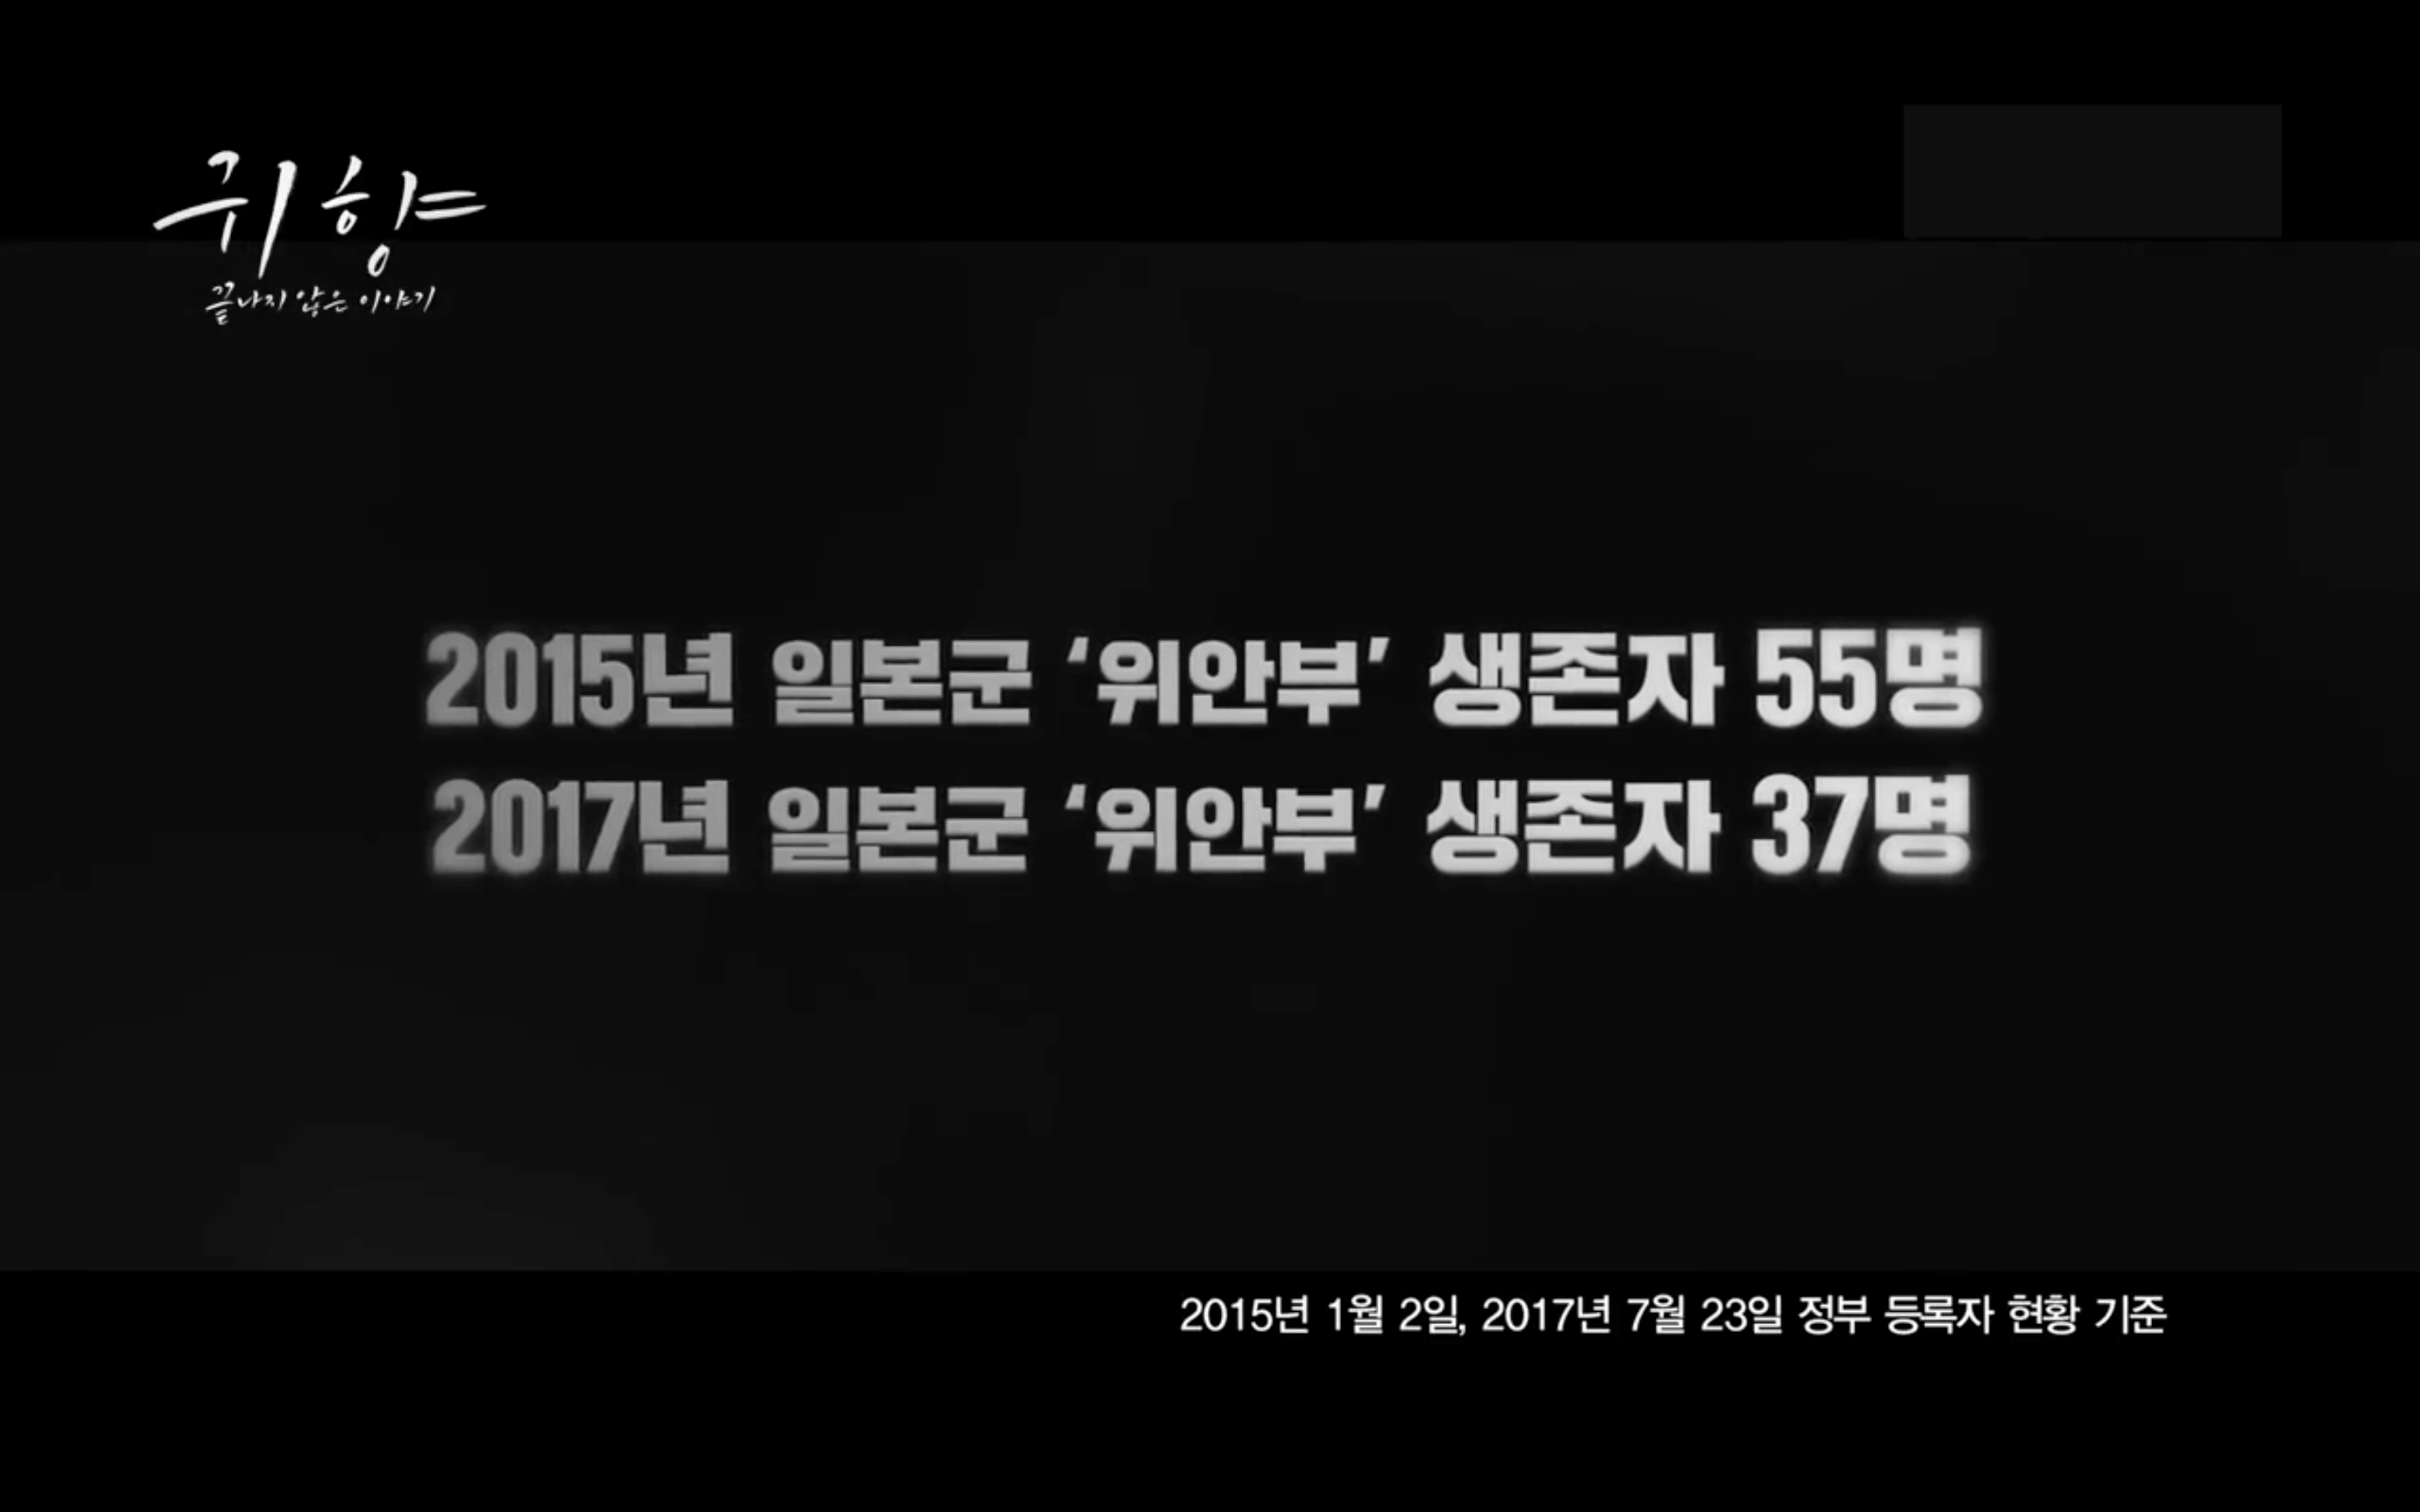 귀향
끝나지 않은 이야기
2015년 일본군 ‘위안부’ 생존자 55명
2017년 일본군 ‘위안부’ 생존자 37명
2015년 1월 2일, 2017년 7월 23일 정부 등록자 현황 기준